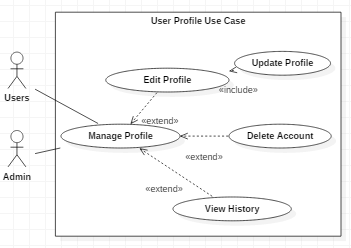 User Profile Use Case
Update Profile
Edit Profile
«include»
Users
«extend»
Manage Profile
Delete Account
«extend»
Admin
«extend»
View History